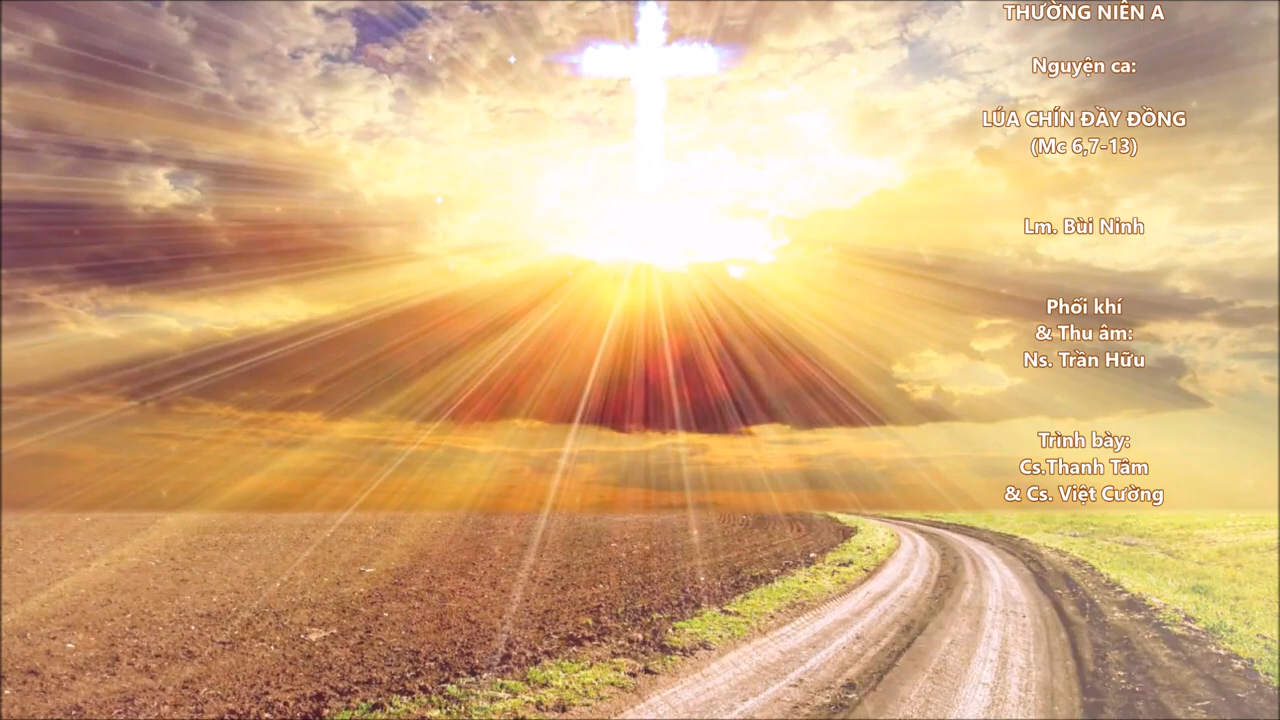 THƯỜNG NIÊN A
Nguyện ca:
LÚA CHÍN ĐẦY ĐỒNG
(Mc 6,7-13)
Lm. Bùi Ninh
Phối khí
& Thu âm:
Ns. Trần Hữu
Trình bày:
Cs.Thanh Tâm
& Cs. Việt Cường